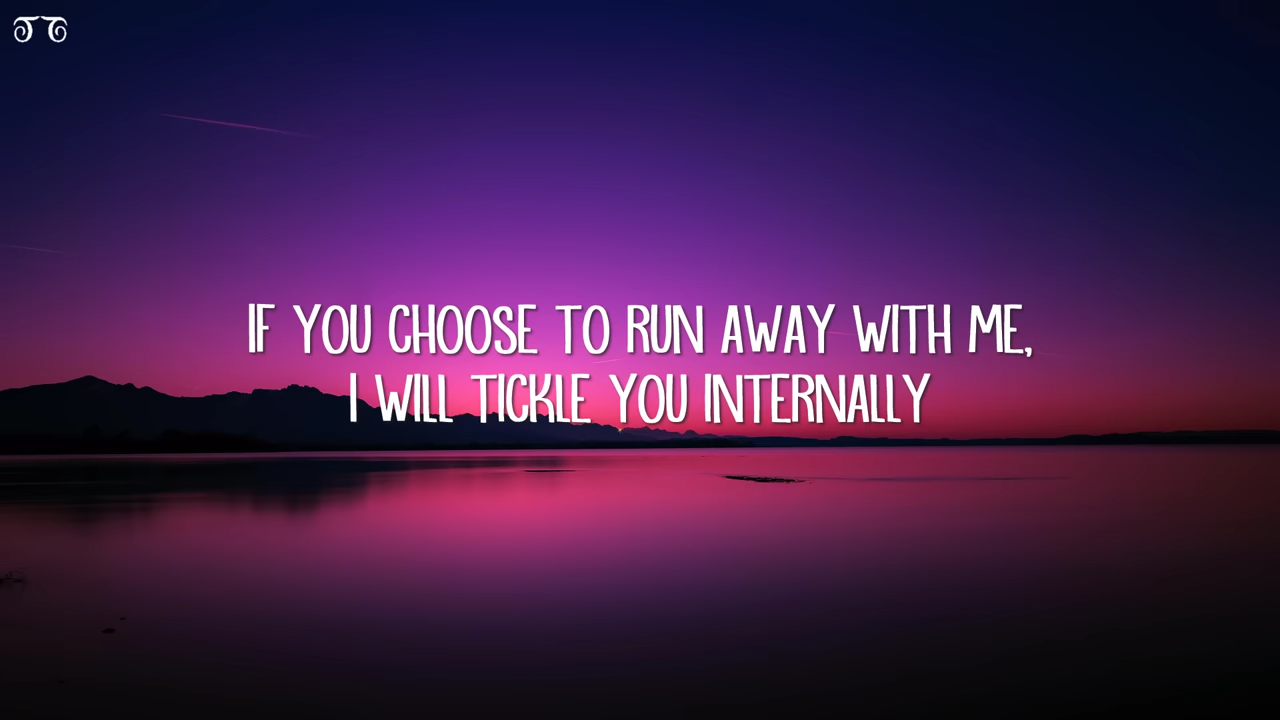 IF YOU CHOOSE TO RUN AWAY WITH ME,
I WILL TICKLE YOU INTERNALLY